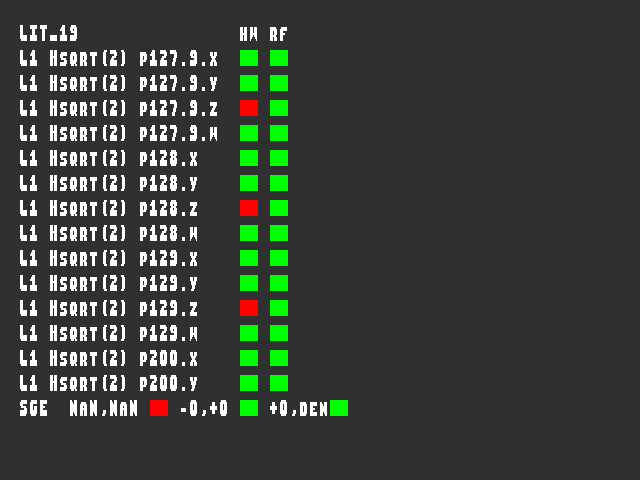 LIT_19 HW RF
L1 HSQRT(2) P127.9.X
L1 HSQRT(2) P127.9.Y
L1 HSQRT(2) P127.9.Z
L1 HSQRT(2) P127.9.W
L1 HSQRT(2) P128.X
L1 HSQRT(2) P128.Y
L1 HSQRT(2) P128.Z
L1 HSQRT(2) P128.W
L1 HSQRT(2) P129.X
L1 HSQRT(2) P129.Y
L1 HSQRT(2) P129.Z
L1 HSQRT(2) P129.W
L1 HSQRT(2) P200.X
L1 HSQRT(2) P200.Y
SGE NAN,NAN -0,+0 +0,DEN